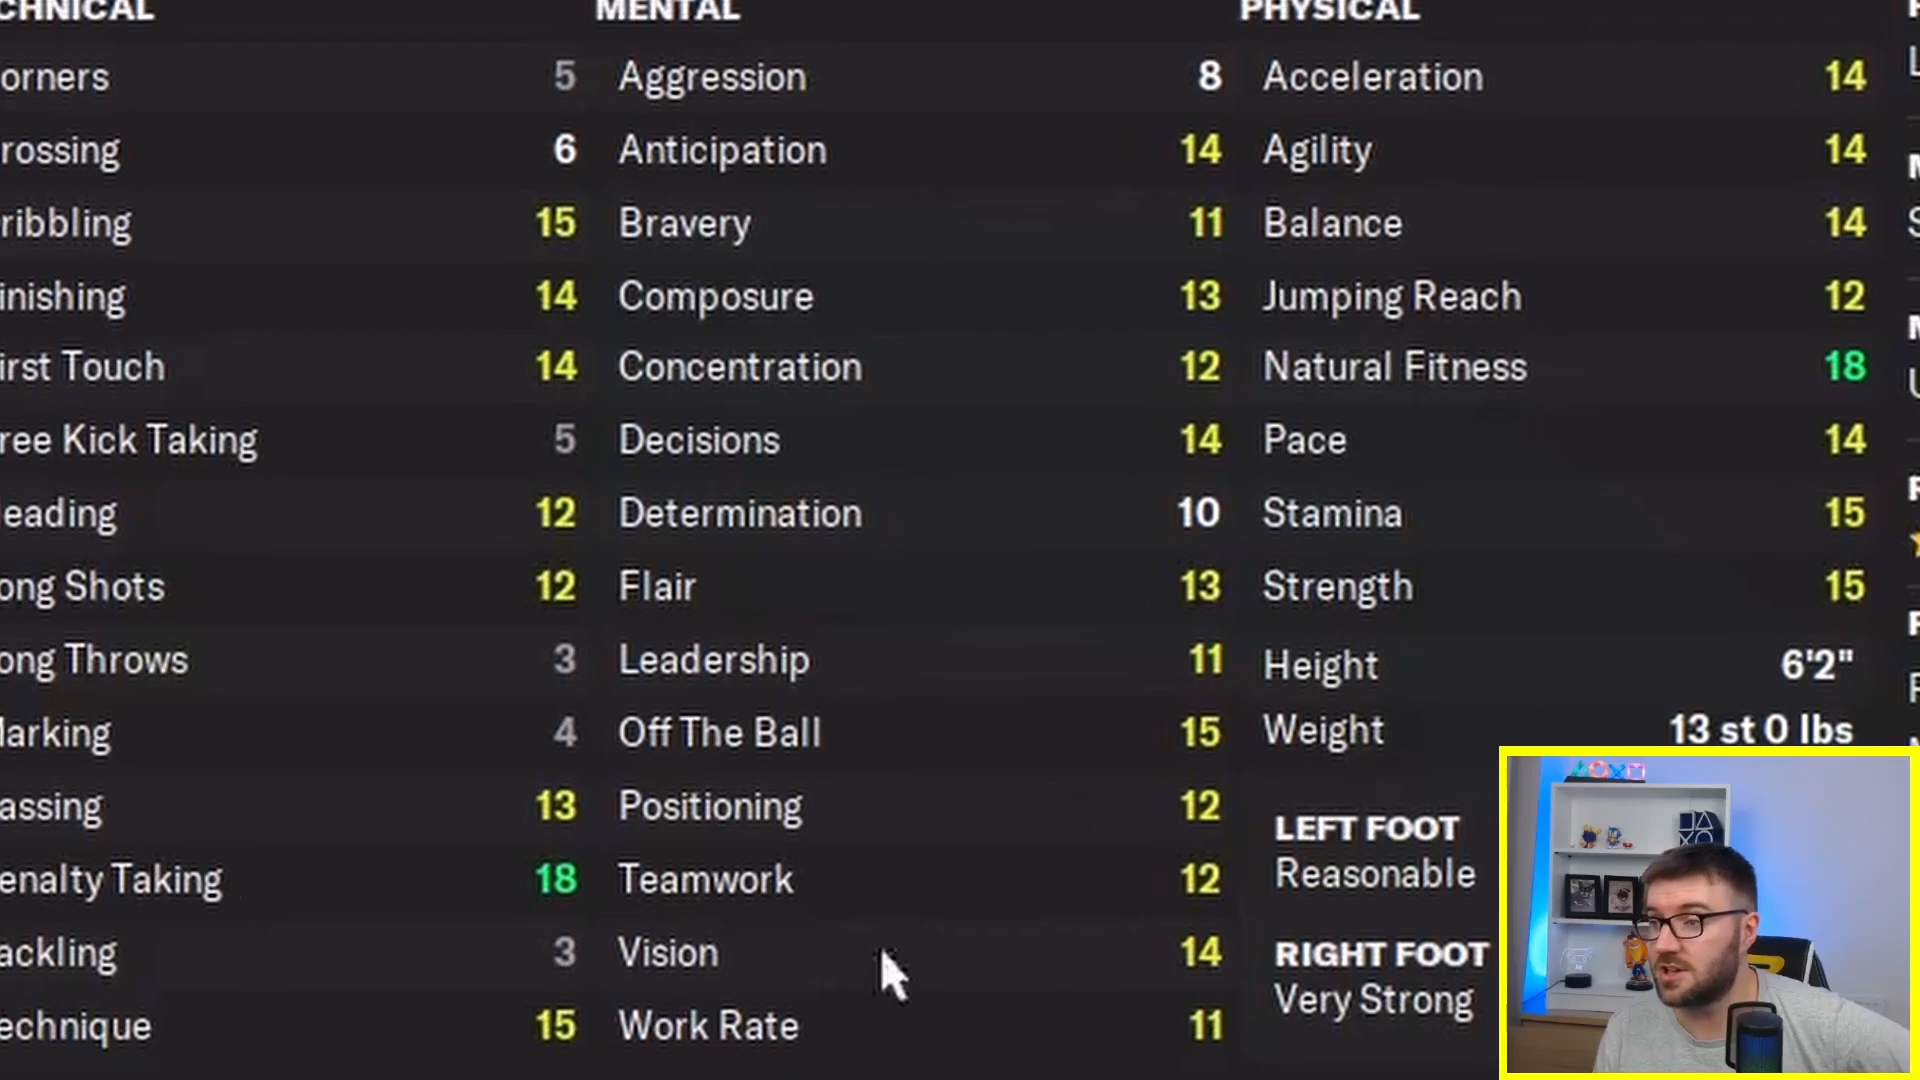 CHNICAL MENTAL PHYSICAL
orners 5 Aggression 8 Acceleration 14
rossing 6 Anticipation 14 Agility 14
ribbling 15 Bravery 11 Balance 14
inishing 14 Composure 13 Jumping Reach 12
irst Touch 14 Concentration 12 Natural Fitness 18
ree Kick Taking 5 Decisions 14 Pace 14
eading 12 Determination 10 Stamina 15
ong Shots 12 Flair 13 Strength 15
ong Throws 3 Leadership 11 Height 6'2"
arking 4 Off The Ball 15 Weight 13 st 0 lbs
assing 13 Positioning 12
enalty Taking 18 Teamwork 12
ackling 3 Vision 14
echnique 15 Work Rate 11
LEFT FOOT
Reasonable
RIGHT FOOT
Very Strong